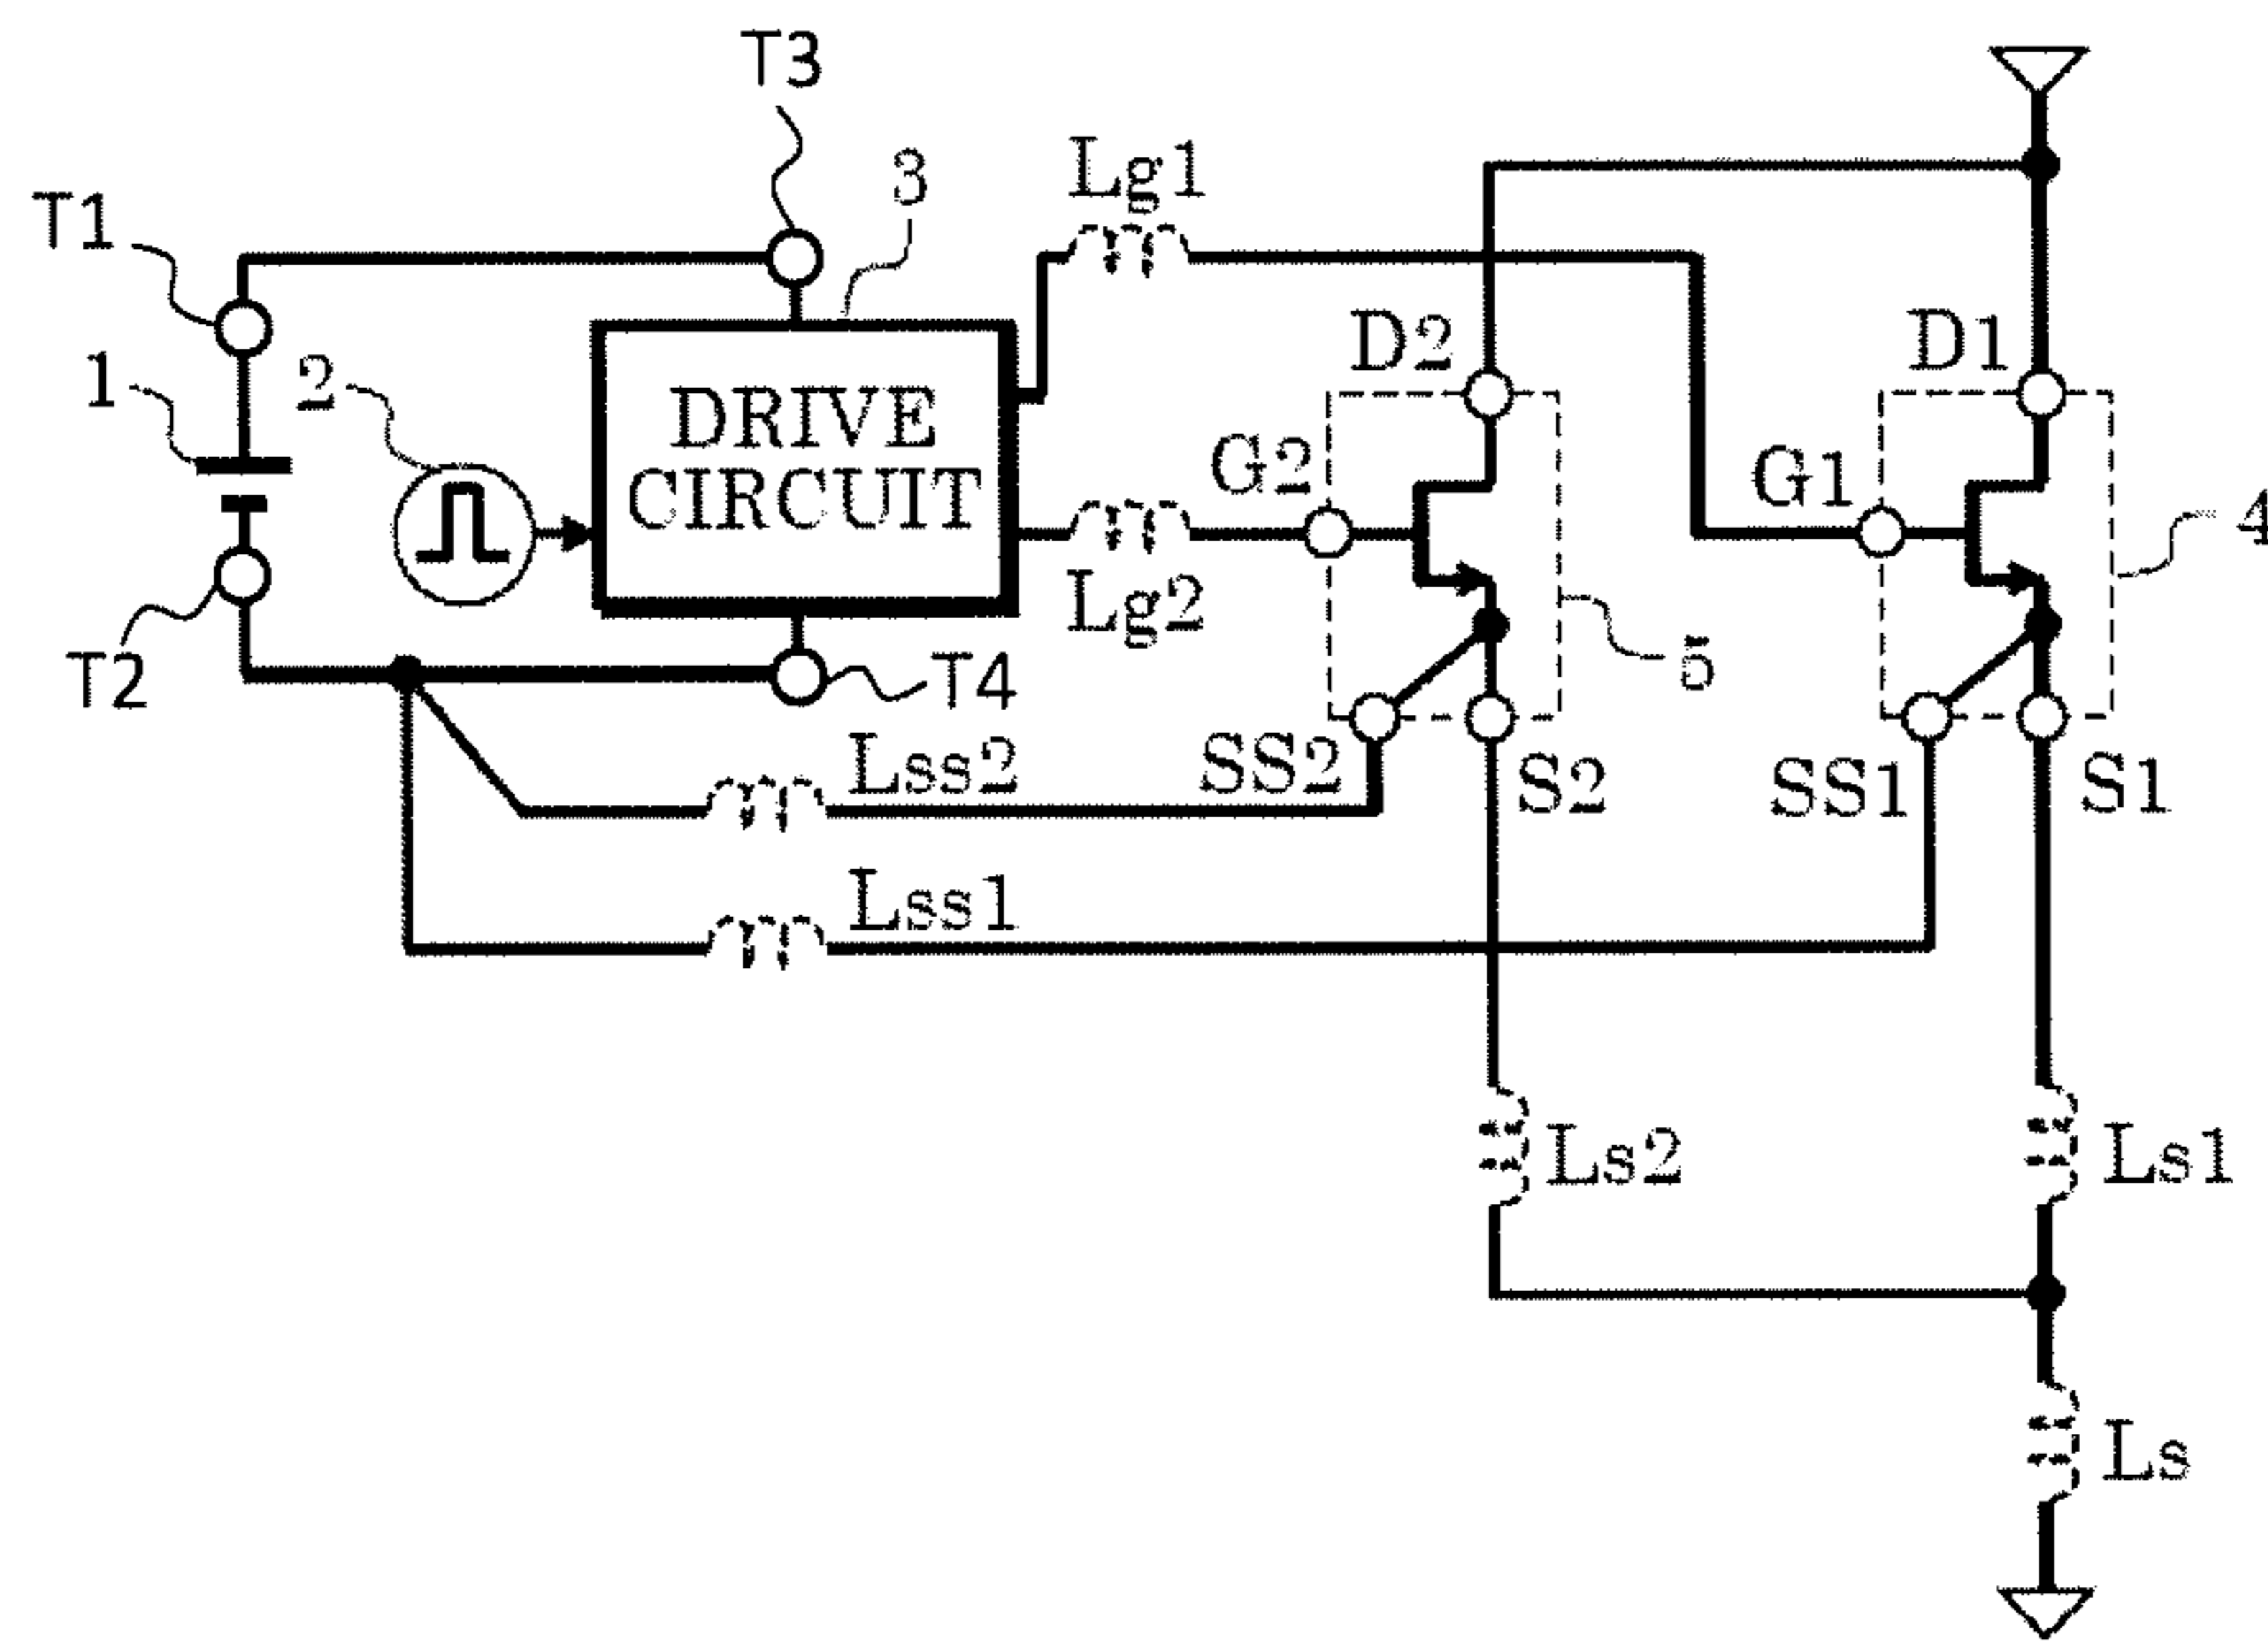 T3
T1
3
Lg1
1
2
DRIVE
CIRCUIT
D2
D1
G2
G1
4
Lg2
5
T2
T4
Lss2
SS2
S2
SS1
S1
Lss1
Ls2
Ls1
Ls